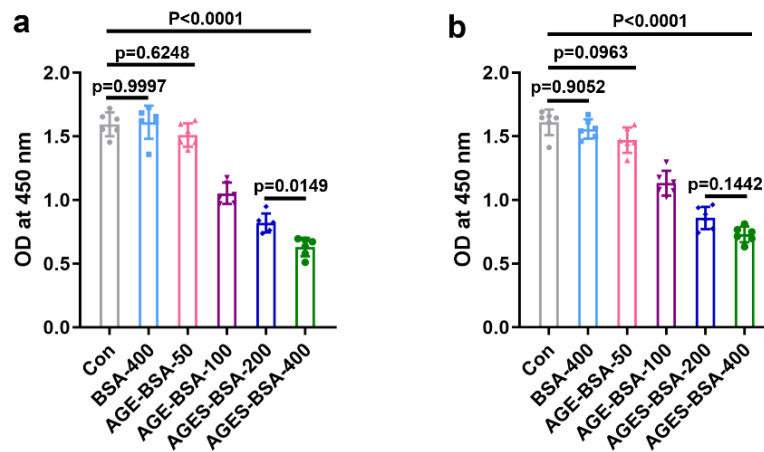 a
P<0.0001
p=0.6248
p=0.9997
p=0.0149
OD at 450 nm
2.0
1.5
1.0
0.5
0.0
Con
BSA-400
AGE-BSA-50
AGE-BSA-100
AGES-BSA-200
AGES-BSA-400
b
P<0.0001
p=0.0963
p=0.9052
p=0.1442
OD at 450 nm
2.0
1.5
1.0
0.5
0.0
Con
BSA-400
AGE-BSA-50
AGE-BSA-100
AGES-BSA-200
AGES-BSA-400